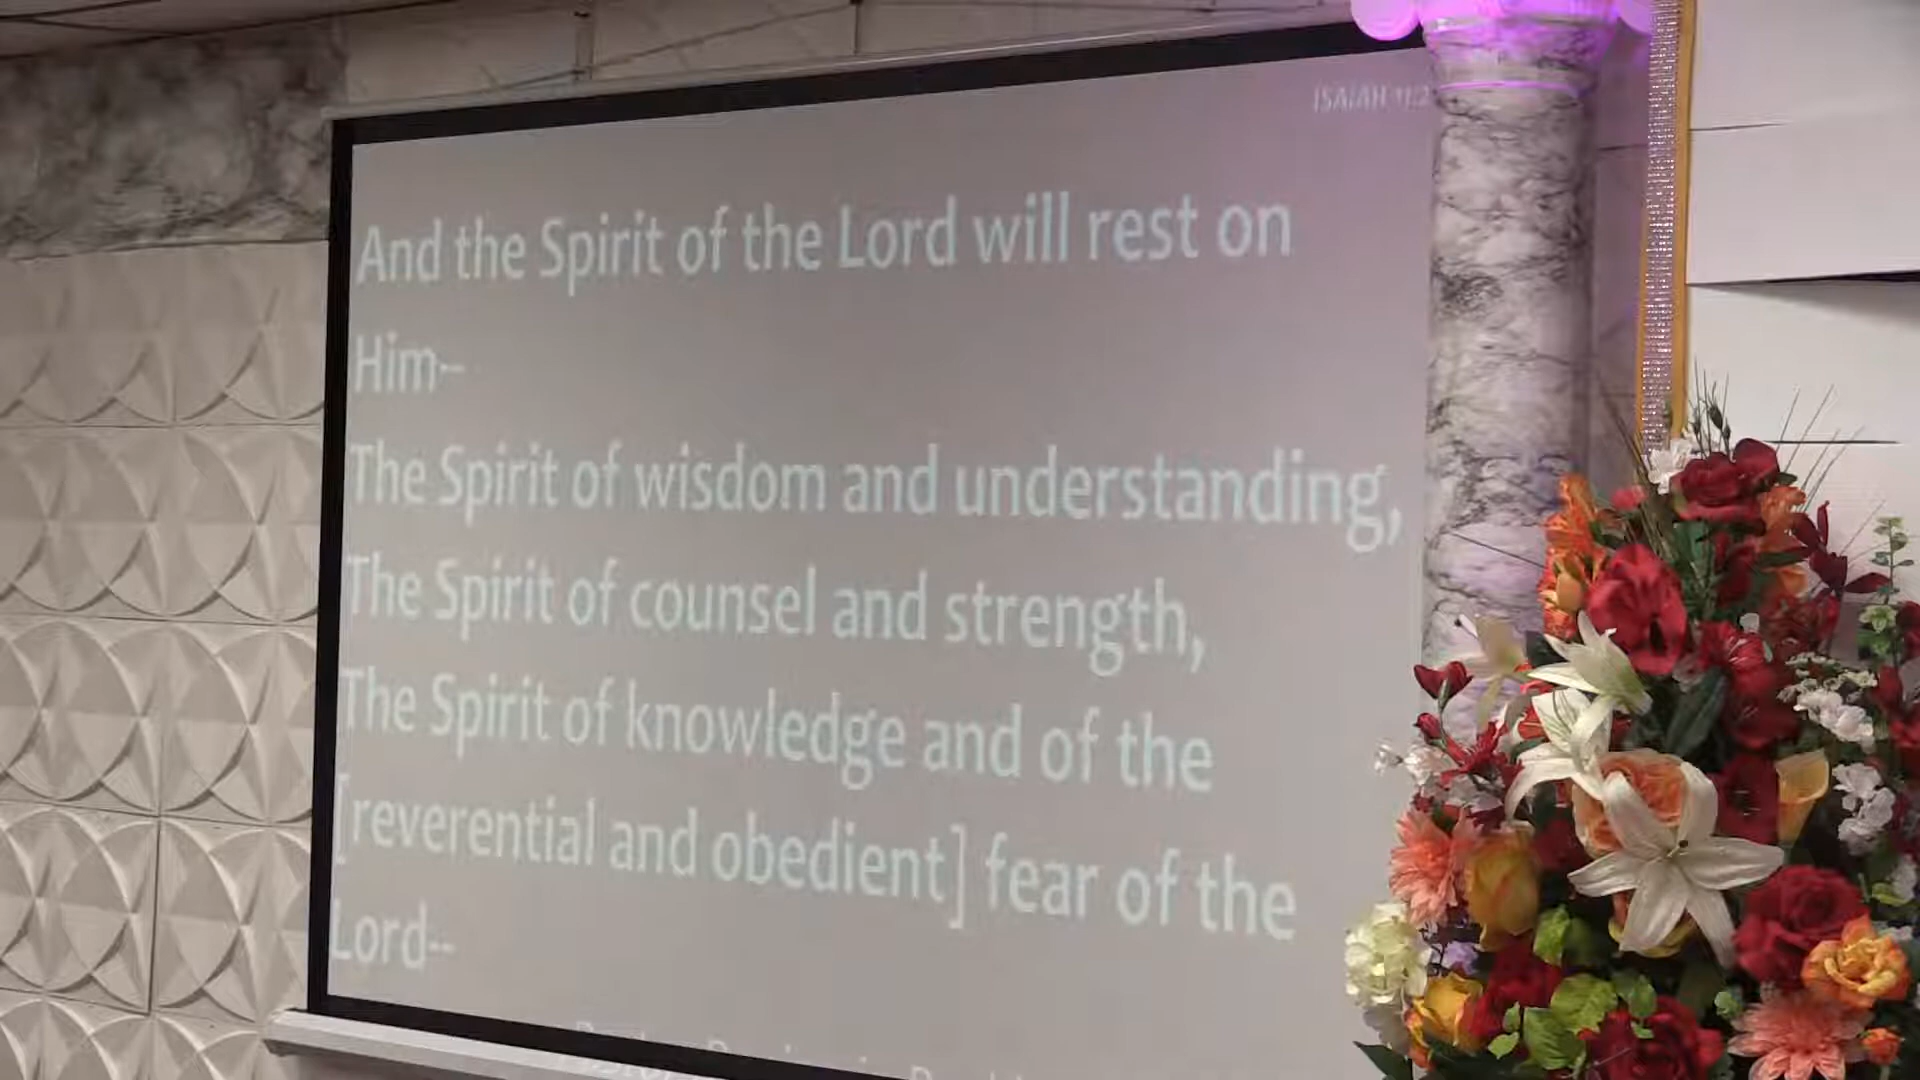 ISAIAH 11:2
And the Spirit of the Lord will rest on
Him--
The Spirit of wisdom and understanding,
The Spirit of counsel and strength,
The Spirit of knowledge and of the
[reverential and obedient] fear of the
Lord--